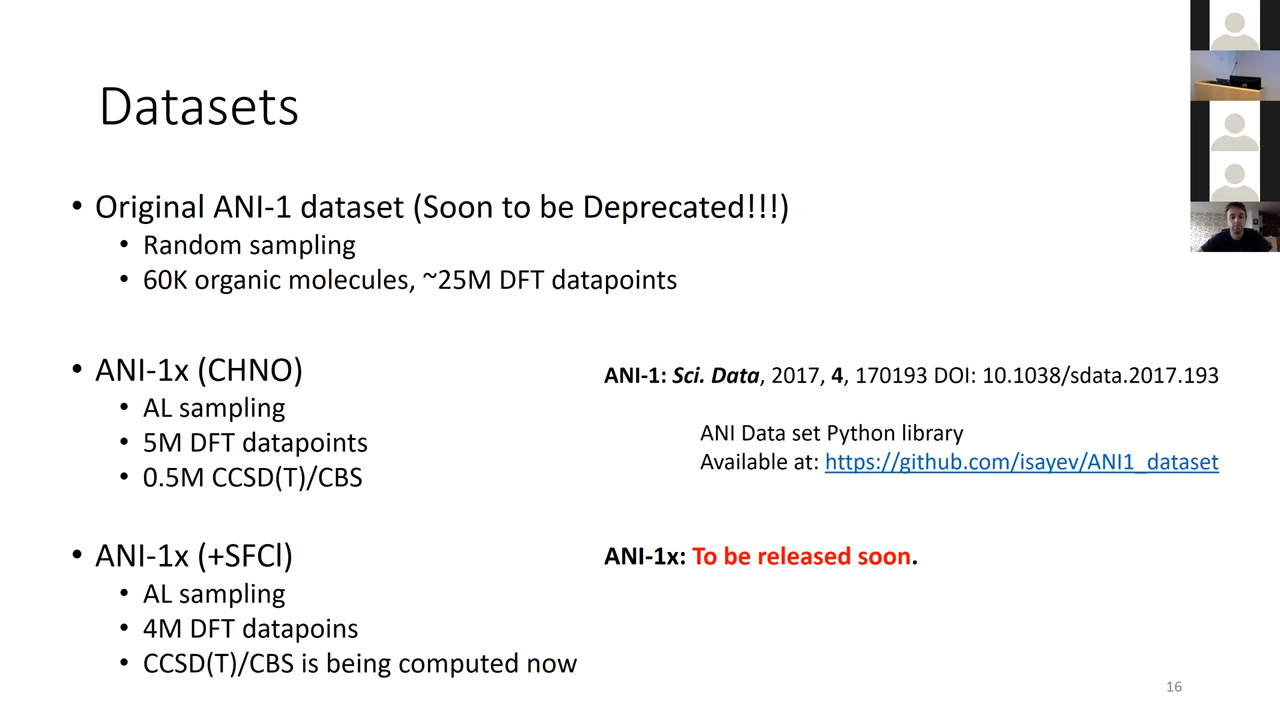 Datasets
• Original ANI-1 dataset (Soon to be Deprecated!!!)
• Random sampling
• 60K organic molecules, ~25M DFT datapoints
• ANI-1x (CHNO)
• AL sampling
• 5M DFT datapoints
• 0.5M CCSD(T)/CBS
ANI-1: Sci. Data, 2017, 4, 170193 DOI: 10.1038/sdata.2017.193
ANI Data set Python library
Available at: https://github.com/isayev/ANI1_dataset
• ANI-1x (+SFCl)
• AL sampling
• 4M DFT datapoins
• CCSD(T)/CBS is being computed now
ANI-1x: To be released soon.
16